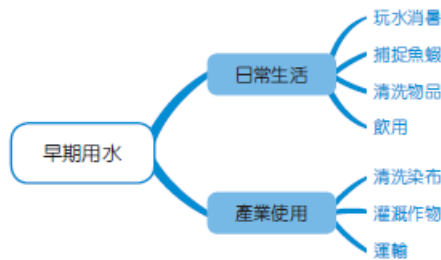 早期用水
日常生活
玩水消暑
捕捉魚蝦
清洗物品
飲用
產業使用
清洗染布
灌溉作物
運輸